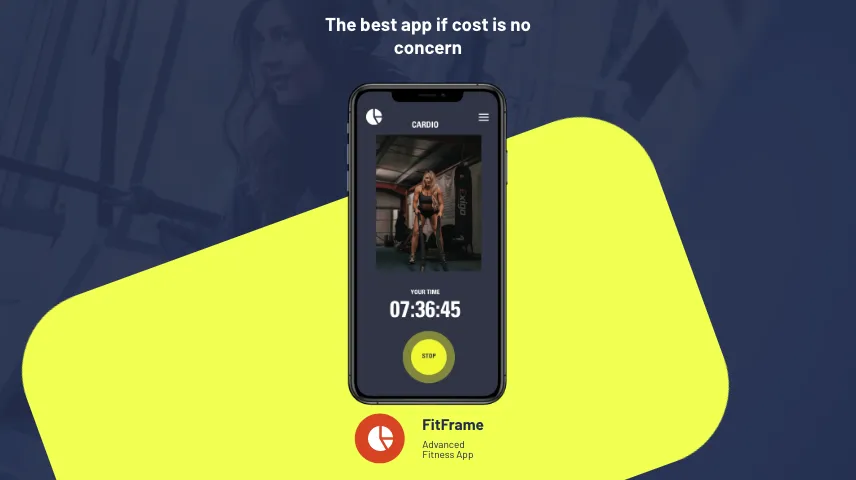 The best app if cost is no
concern
CARDIO
YOUR TIME
07:36:45
STOP
FitFrame
Advanced
Fitness App